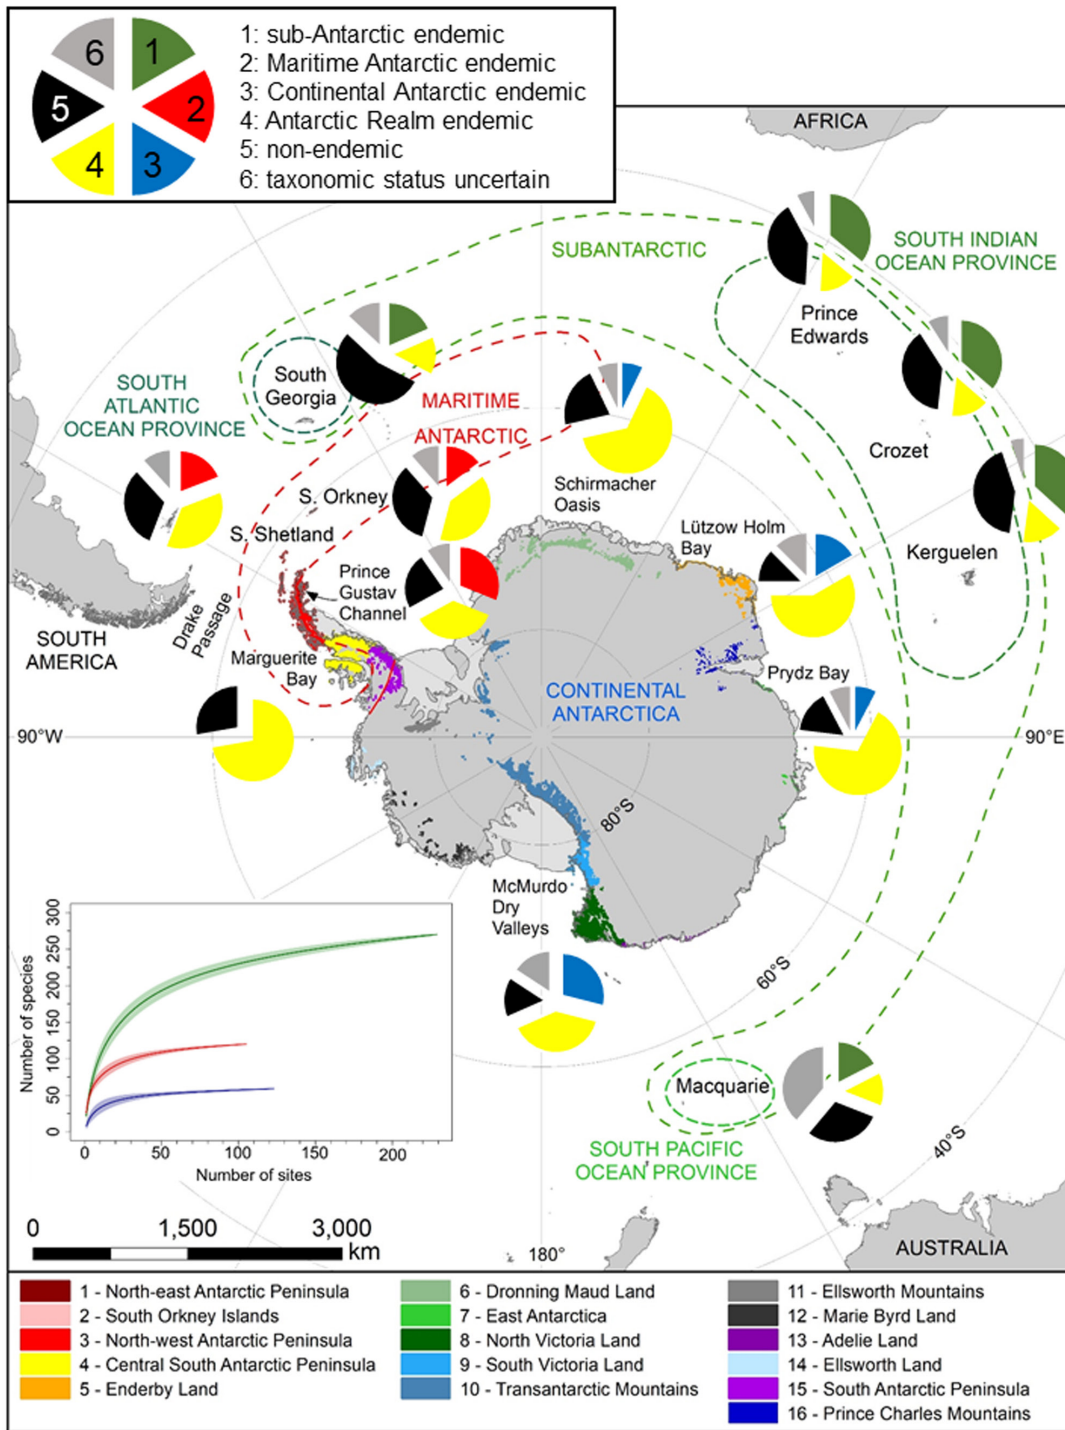 1: sub-Antarctic endemic
2: Maritime Antarctic endemic
3: Continental Antarctic endemic
4: Antarctic Realm endemic
5: non-endemic
6: taxonomic status uncertain
6
1
5
2
4
3
AFRICA
SUBANTARCTIC
SOUTH INDIAN
OCEAN PROVINCE
Prince
Edwards
South
Georgia
SOUTH
ATLANTIC
OCEAN PROVINCE
MARITIME
ANTARCTIC
Crozet
S. Orkney
Schirmacher
Oasis
S. Shetland
Lützow Holm
Bay
Kerguelen
Prince
Gustav
Channel
Drake
Passage
SOUTH
AMERICA
Marguerite
Bay
CONTINENTAL
ANTARCTICA
Prydz Bay
90°W
90°E
80°S
McMurdo
Dry
Valleys
60°S
Macquarie
SOUTH PACIFIC
OCEAN PROVINCE
40°S
180°
AUSTRALIA
Number of species
300
250
200
150
100
50
0
0
50
100
150
200
Number of sites
0
1,500
3,000
km
1 - North-east Antarctic Peninsula
2 - South Orkney Islands
3 - North-west Antarctic Peninsula
4 - Central South Antarctic Peninsula
5 - Enderby Land
6 - Dronning Maud Land
7 - East Antarctica
8 - North Victoria Land
9 - South Victoria Land
10 - Transantarctic Mountains
11 - Ellsworth Mountains
12 - Marie Byrd Land
13 - Adelie Land
14 - Ellsworth Land
15 - South Antarctic Peninsula
16 - Prince Charles Mountains